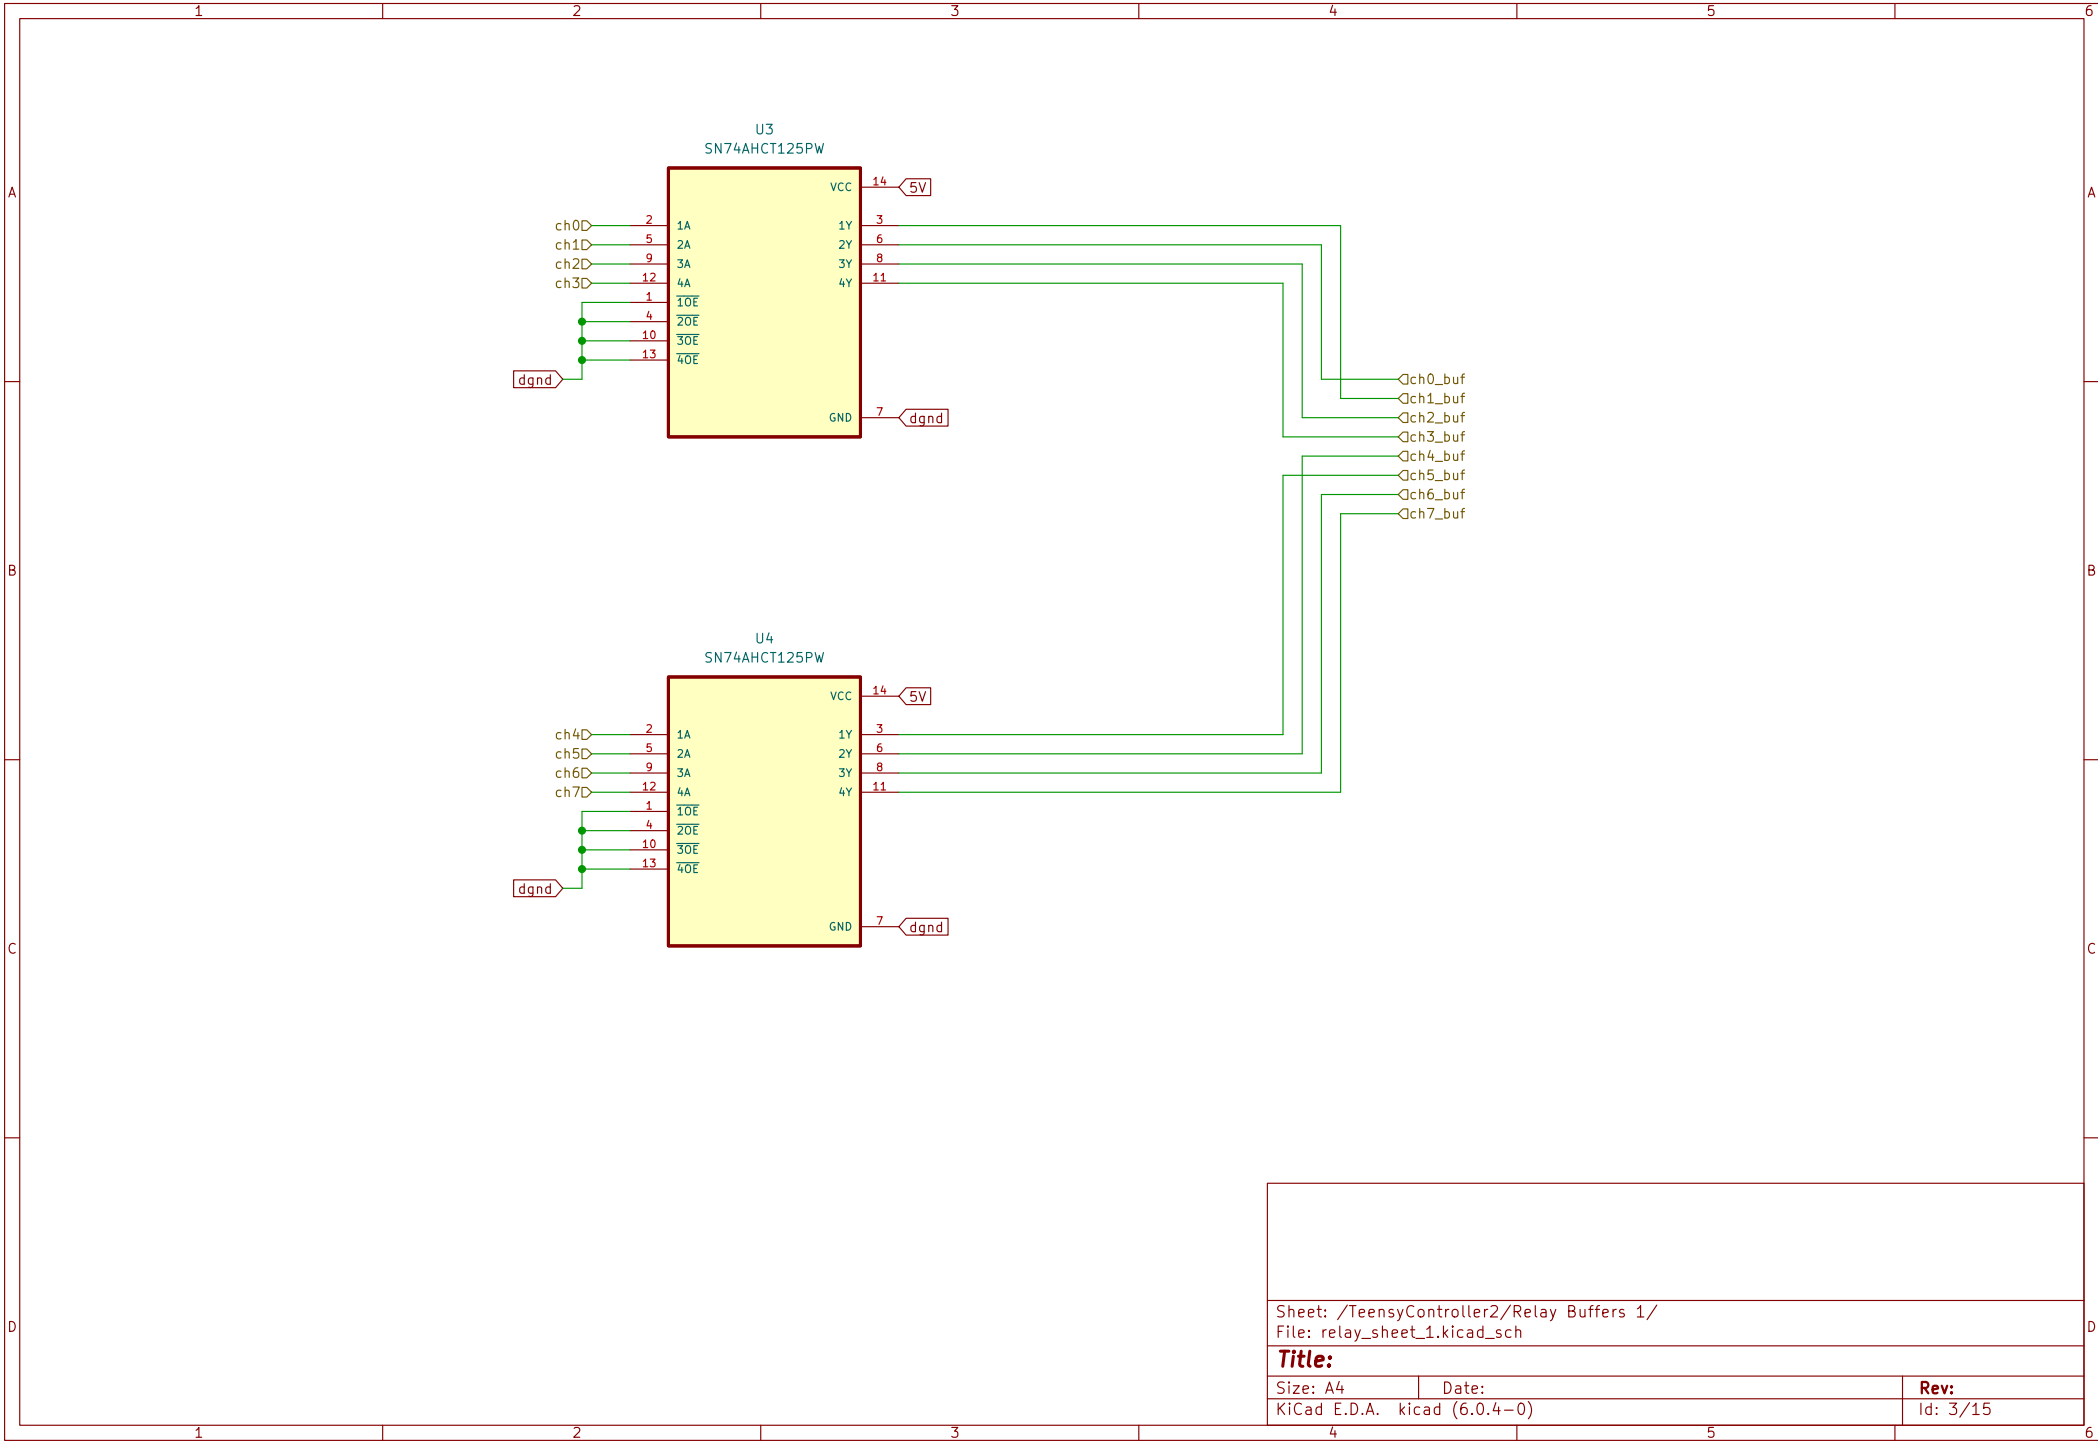 1 2 3 4 5 6
A A
B B
C C
D D
U3
SN74AHCT125PW
VCC 14 5V
ch0 2 1A 1Y 3
ch1 5 2A 2Y 6
ch2 9 3A 3Y 8
ch3 12 4A 4Y 11
1 1OE
4 2OE
10 3OE
13 4OE
dgnd
GND 7 dgnd
ch0_buf
ch1_buf
ch2_buf
ch3_buf
ch4_buf
ch5_buf
ch6_buf
ch7_buf
U4
SN74AHCT125PW
VCC 14 5V
ch4 2 1A 1Y 3
ch5 5 2A 2Y 6
ch6 9 3A 3Y 8
ch7 12 4A 4Y 11
1 1OE
4 2OE
10 3OE
13 4OE
dgnd
GND 7 dgnd
Sheet: /TeensyController2/Relay Buffers 1/
File: relay_sheet_1.kicad_sch
Title:
Size: A4 Date: Rev:
KiCad E.D.A. kicad (6.0.4-0) Id: 3/15
1 2 3 4 5 6